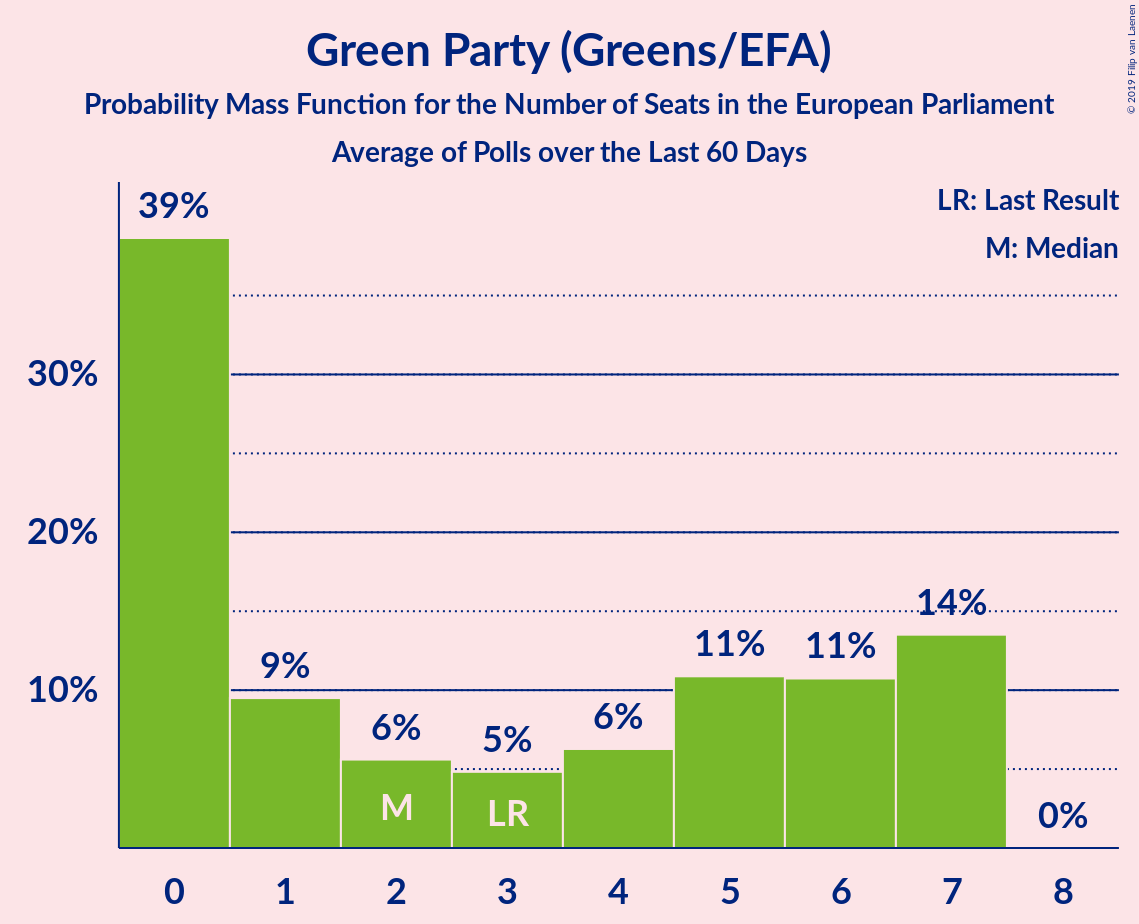 Green Party (Greens/EFA)
Probability Mass Function for the Number of Seats in the European Parliament
Average of Polls over the Last 60 Days
© 2019 Filip van Laenen
LR: Last Result
M: Median
39%
30%
20%
14%
11%
11%
9%
10%
6%
5%
6%
M
LR
0%
0 1 2 3 4 5 6 7 8